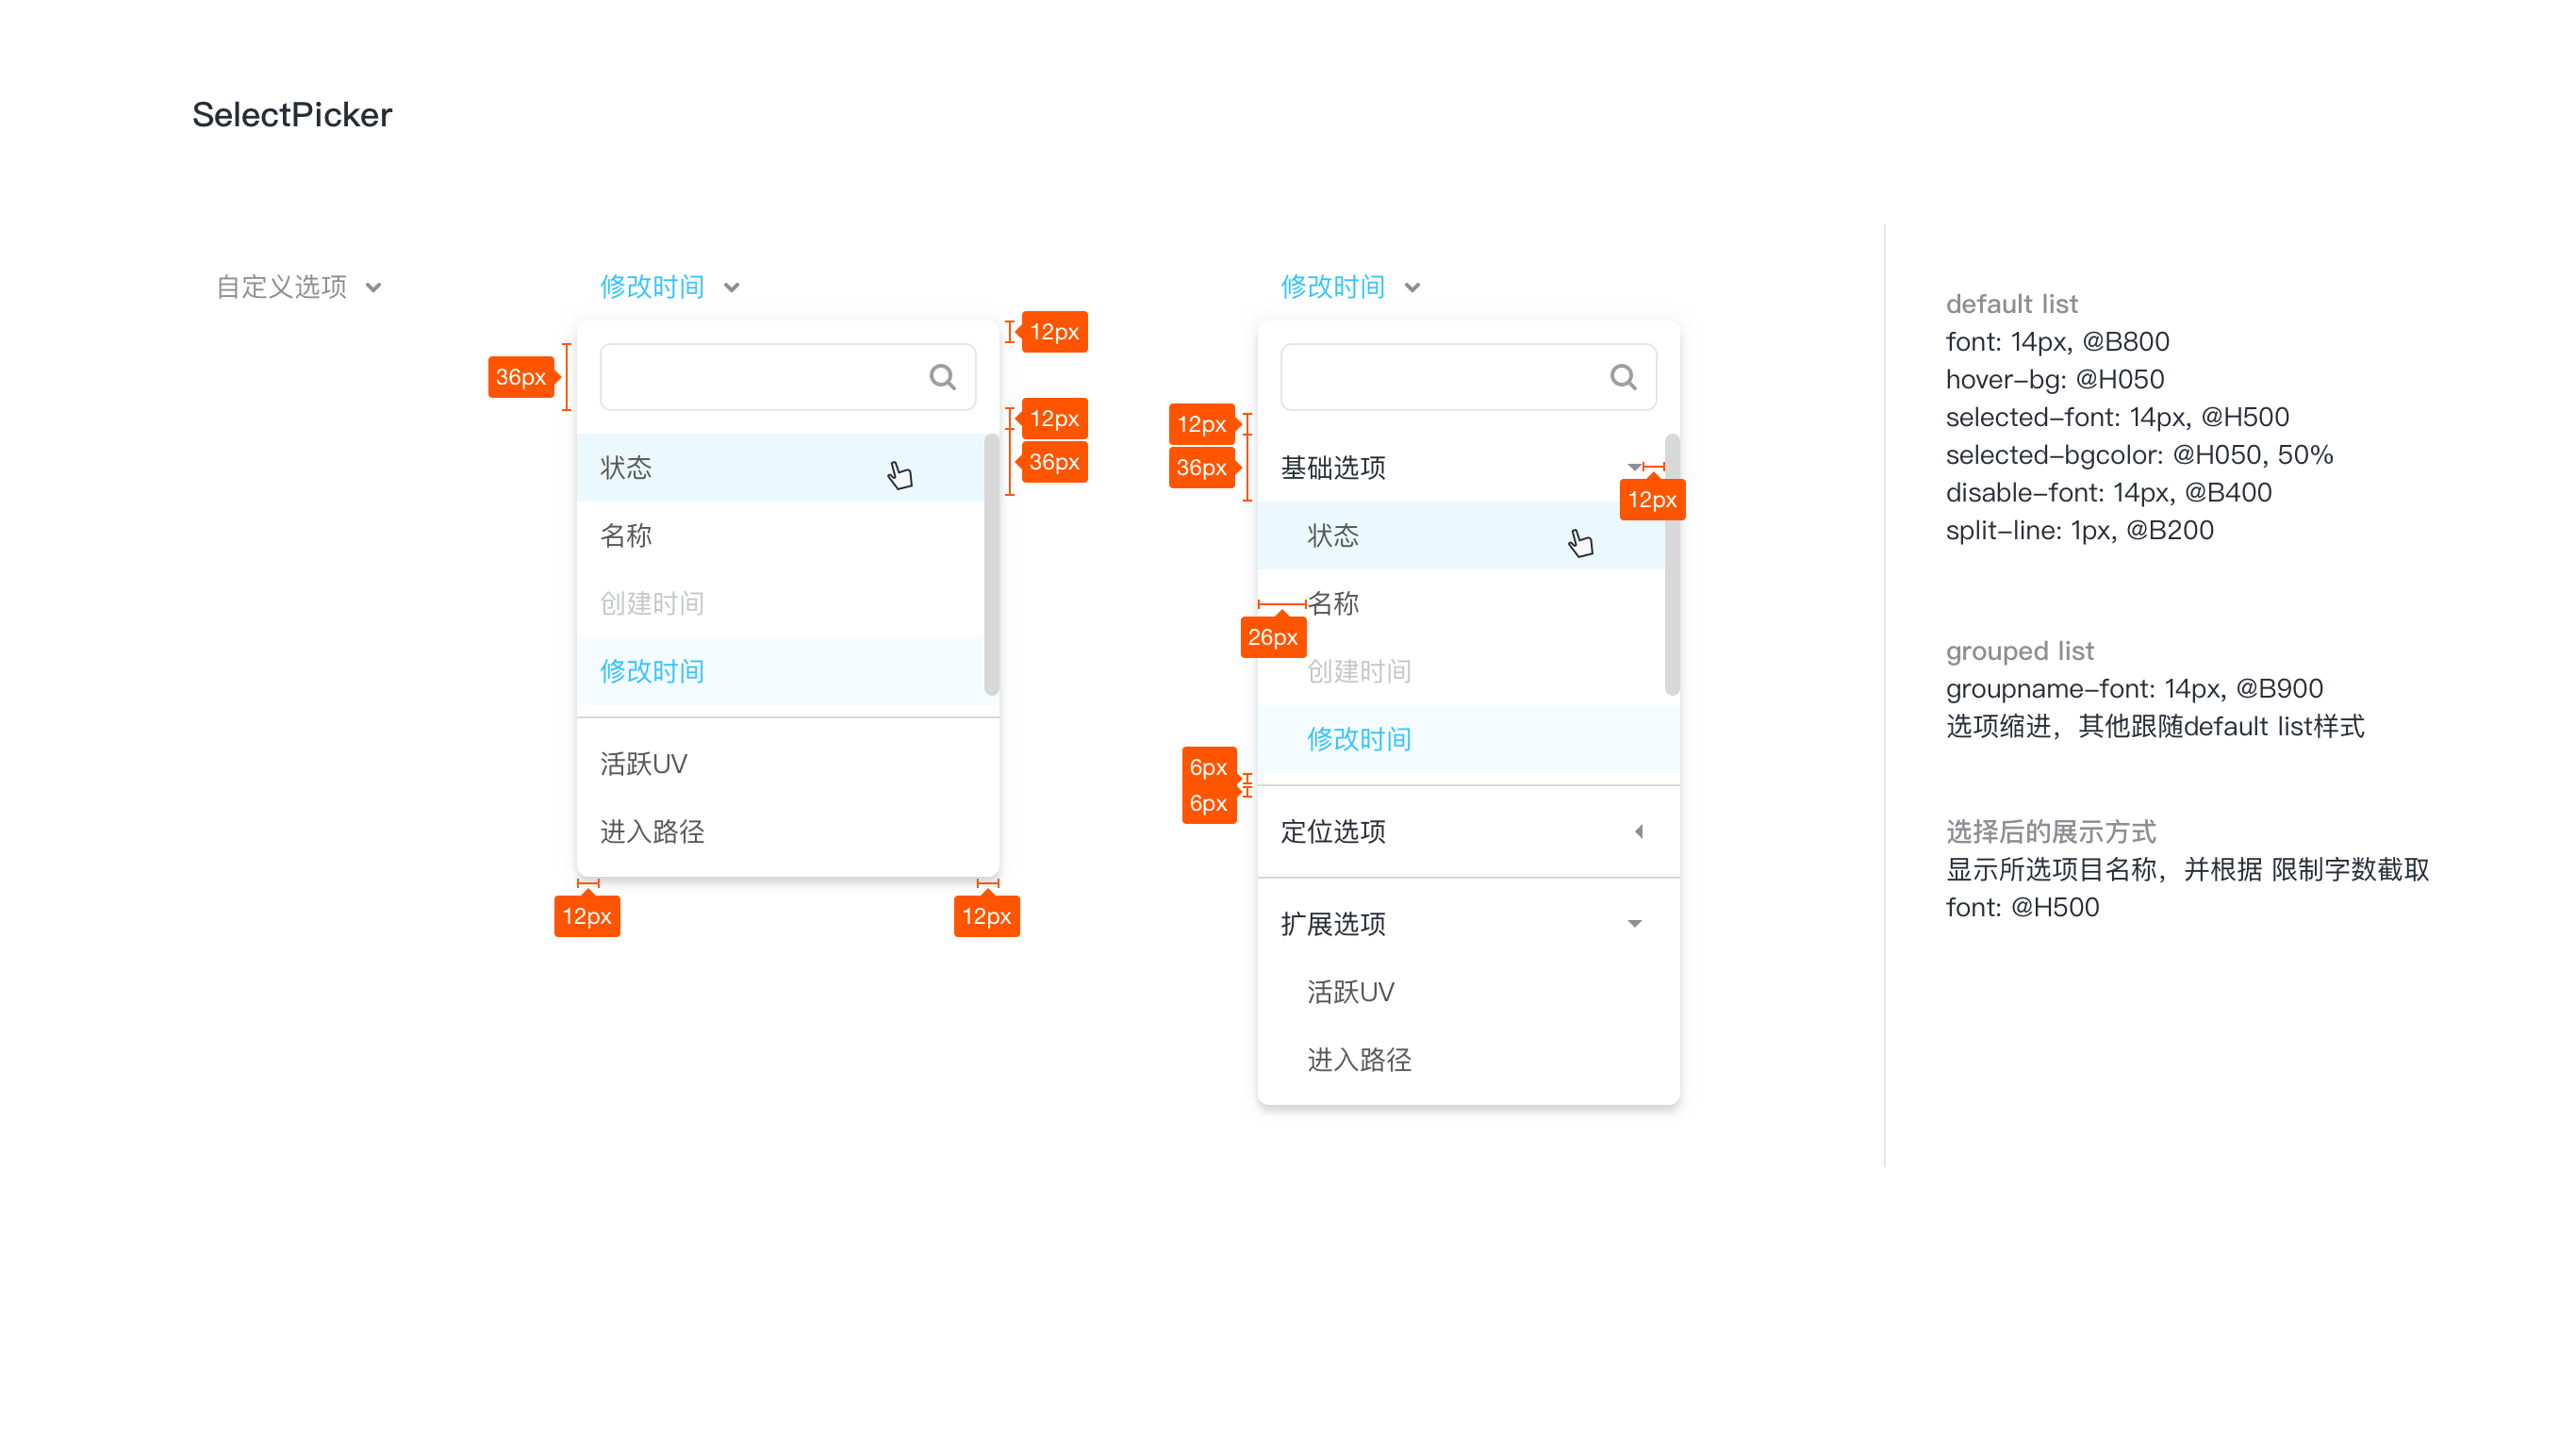 SelectPicker
自定义选项
修改时间
12px
36px
12px
36px
状态
名称
创建时间
修改时间
活跃UV
进入路径
12px
12px
修改时间
12px
36px
基础选项
12px
状态
名称
26px
创建时间
修改时间
6px
6px
定位选项
扩展选项
活跃UV
进入路径
default list
font: 14px, @B800
hover-bg: @H050
selected-font: 14px, @H500
selected-bgcolor: @H050, 50%
disable-font: 14px, @B400
split-line: 1px, @B200
grouped list
groupname-font: 14px, @B900
选项缩进，其他跟随default list样式
选择后的展示方式
显示所选项目名称，并根据 限制字数截取
font: @H500